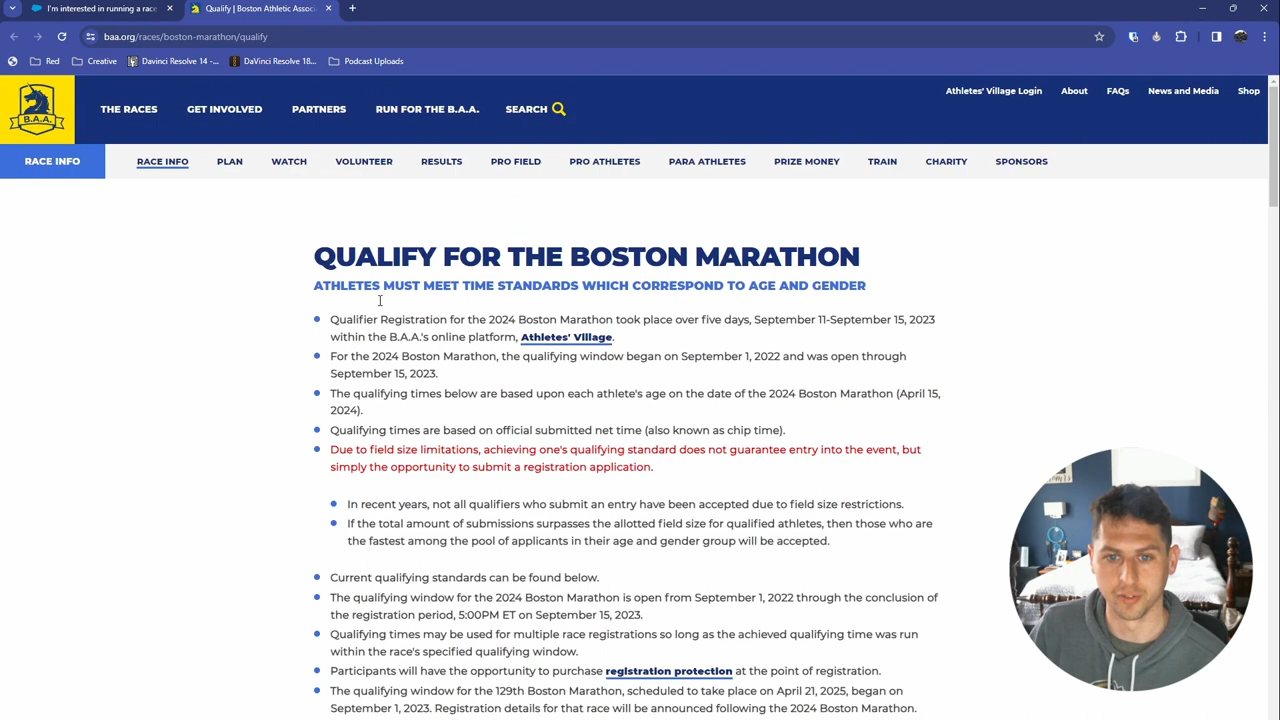 I'm interested in running a race
Qualify | Boston Athletic Associ
baa.org/races/boston-marathon/qualify
Red
Creative
Davinci Resolve 14 -...
DaVinci Resolve 18...
Podcast Uploads
Athletes' Village Login
About
FAQs
News and Media
Shop
B.A.A.
THE RACES
GET INVOLVED
PARTNERS
RUN FOR THE B.A.A.
SEARCH
RACE INFO
RACE INFO
PLAN
WATCH
VOLUNTEER
RESULTS
PRO FIELD
PRO ATHLETES
PARA ATHLETES
PRIZE MONEY
TRAIN
CHARITY
SPONSORS
QUALIFY FOR THE BOSTON MARATHON
ATHLETES MUST MEET TIME STANDARDS WHICH CORRESPOND TO AGE AND GENDER
Qualifier Registration for the 2024 Boston Marathon took place over five days, September 11-September 15, 2023
within the B.A.A.'s online platform, Athletes' Village.
For the 2024 Boston Marathon, the qualifying window began on September 1, 2022 and was open through
September 15, 2023.
The qualifying times below are based upon each athlete's age on the date of the 2024 Boston Marathon (April 15,
2024).
Qualifying times are based on official submitted net time (also known as chip time).
Due to field size limitations, achieving one's qualifying standard does not guarantee entry into the event, but
simply the opportunity to submit a registration application.
In recent years, not all qualifiers who submit an entry have been accepted due to field size restrictions.
If the total amount of submissions surpasses the allotted field size for qualified athletes, then those who are
the fastest among the pool of applicants in their age and gender group will be accepted.
Current qualifying standards can be found below.
The qualifying window for the 2024 Boston Marathon is open from September 1, 2022 through the conclusion of
the registration period, 5:00PM ET on September 15, 2023.
Qualifying times may be used for multiple race registrations so long as the achieved qualifying time was run
within the race's specified qualifying window.
Participants will have the opportunity to purchase registration protection at the point of registration.
The qualifying window for the 129th Boston Marathon, scheduled to take place on April 21, 2025, began on
September 1, 2023. Registration details for that race will be announced following the 2024 Boston Marathon.